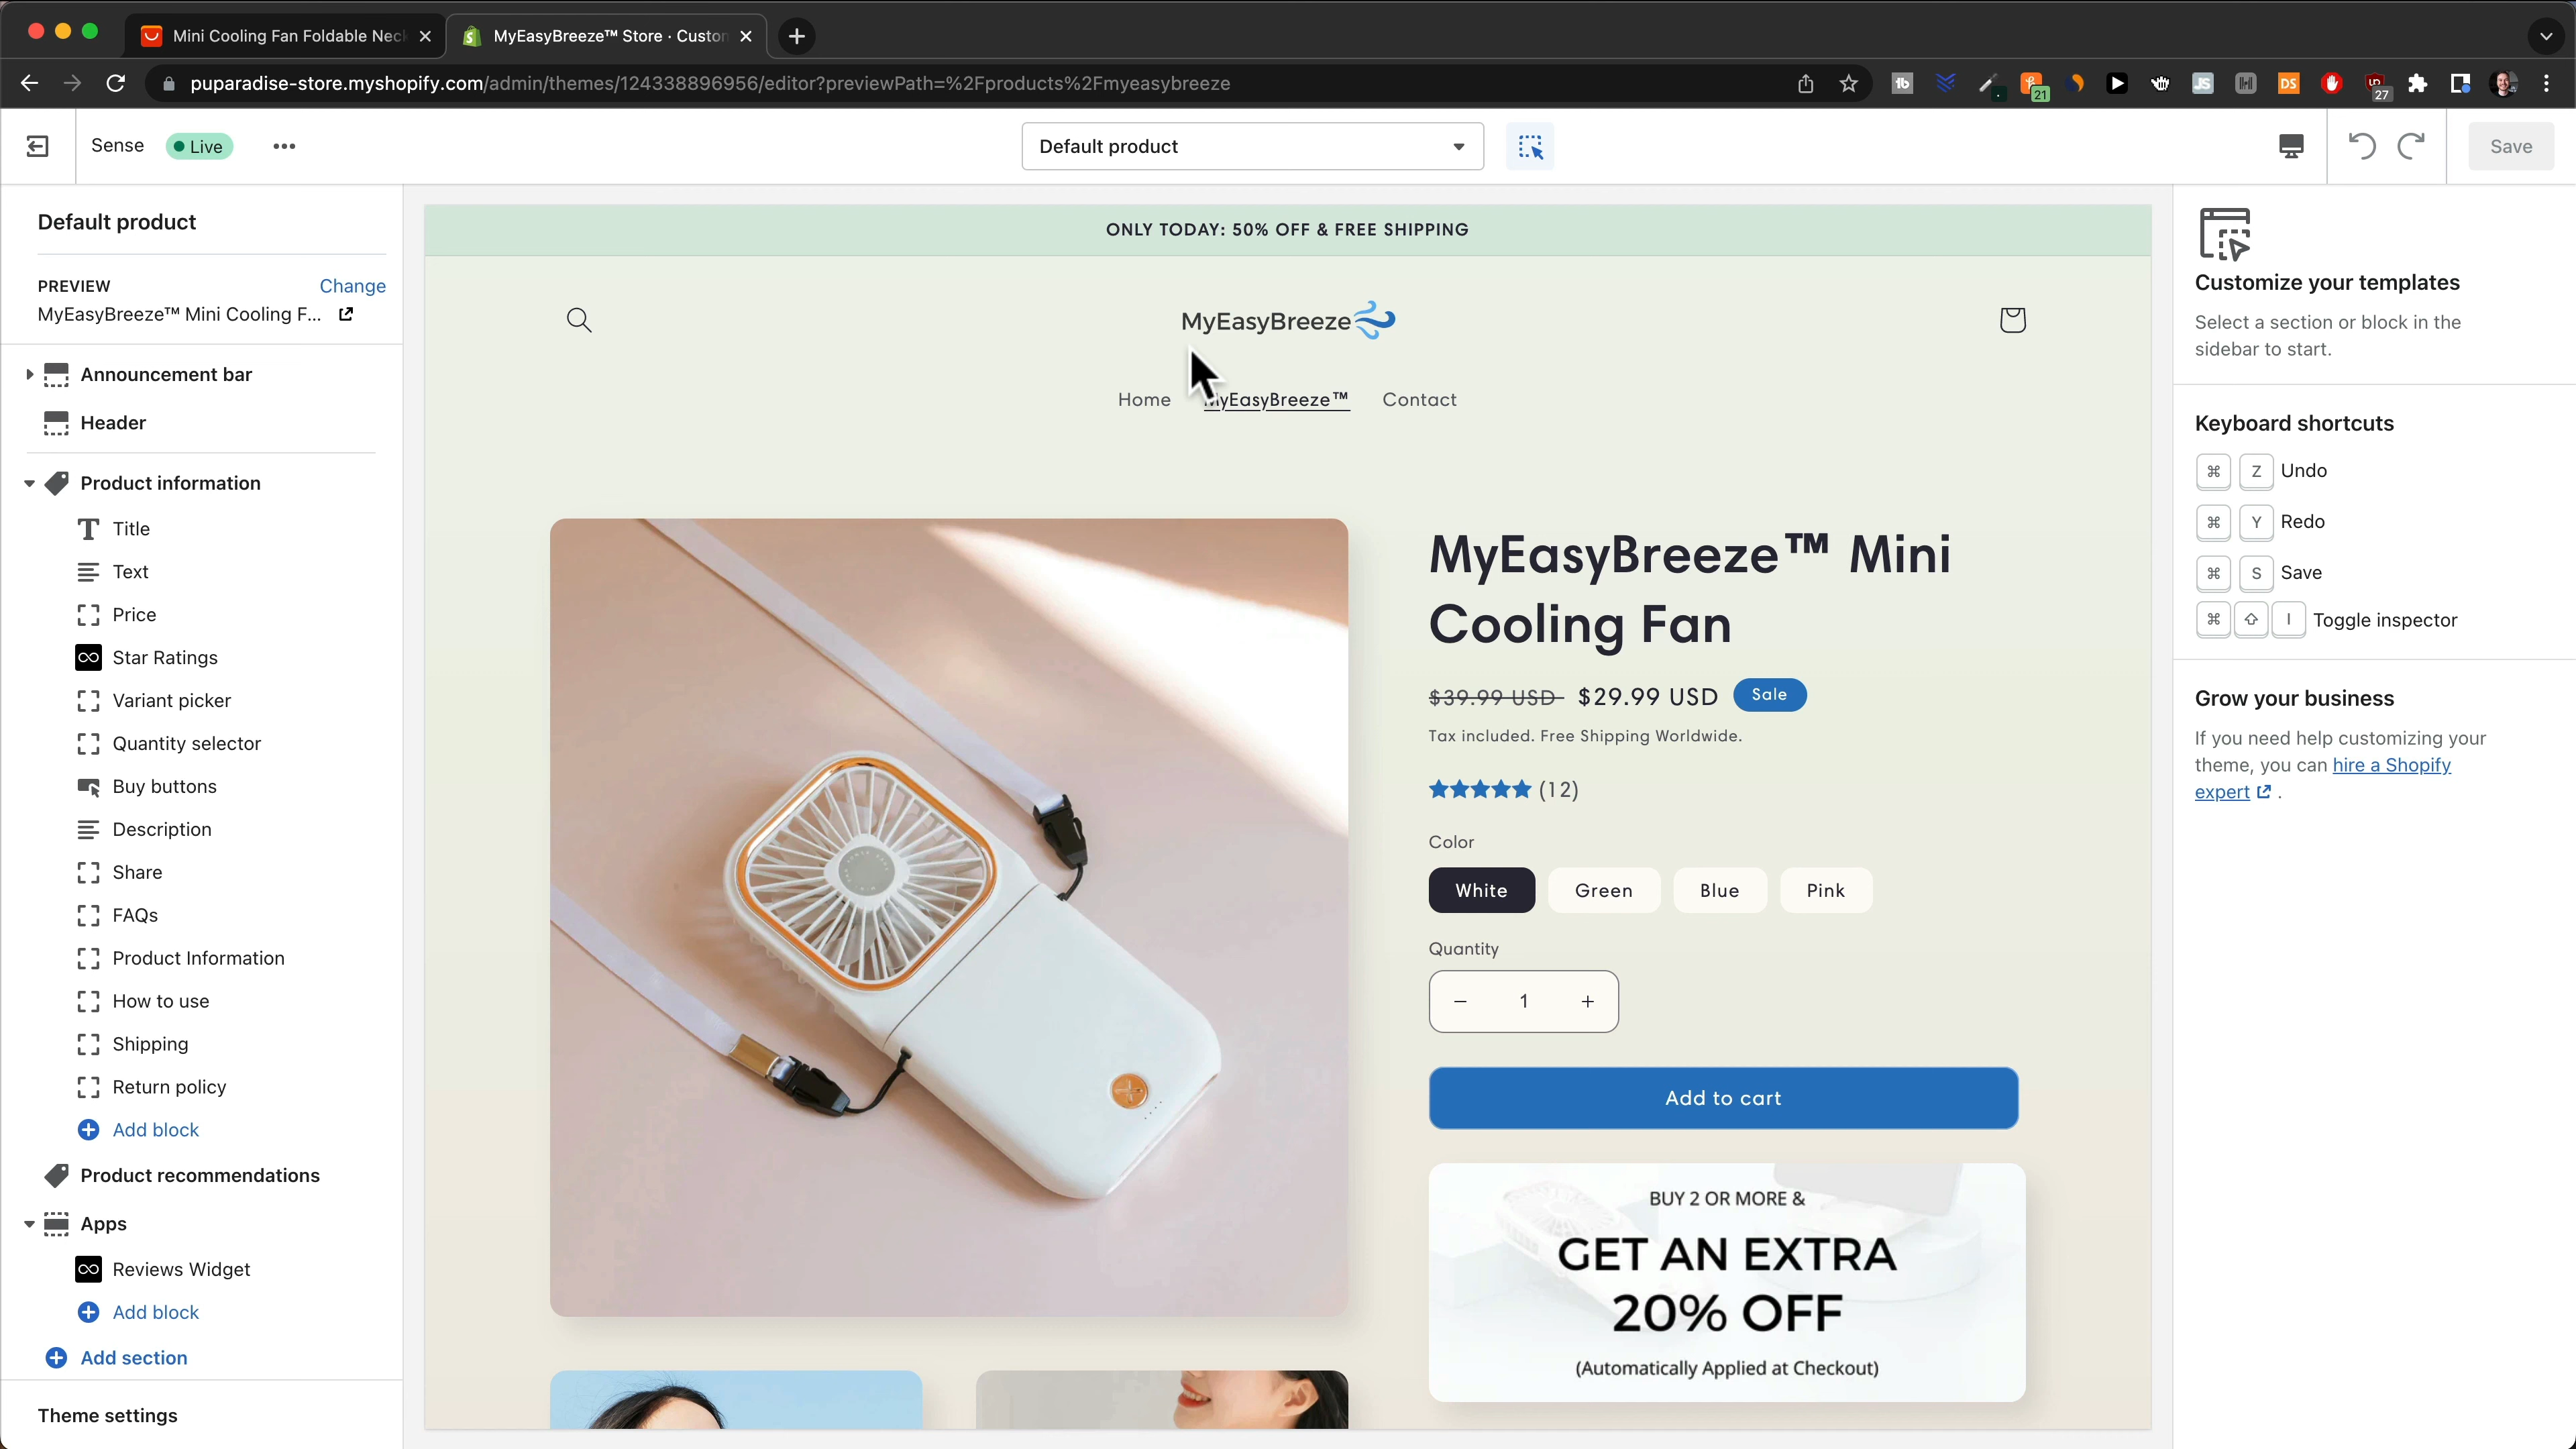 Mini Cooling Fan Foldable Neck
MyEasyBreeze™ Store · Custon
puparadise-store.myshopify.com/admin/themes/124338896956/editor?previewPath=%2Fproducts%2Fmyeasybreeze
21
27
Sense
Live
Default product
Save
Default product
PREVIEW
Change
MyEasyBreeze™ Mini Cooling F...
Announcement bar
Header
Product information
Title
Text
Price
Star Ratings
Variant picker
Quantity selector
Buy buttons
Description
Share
FAQs
Product Information
How to use
Shipping
Return policy
Add block
Product recommendations
Apps
Reviews Widget
Add block
Add section
Theme settings
ONLY TODAY: 50% OFF & FREE SHIPPING
MyEasyBreeze
Home MyEasyBreeze™ Contact
MyEasyBreeze™ Mini
Cooling Fan
$39.99 USD $29.99 USD Sale
Tax included. Free Shipping Worldwide.
★★★★★ (12)
Color
White Green Blue Pink
Quantity
− 1 +
Add to cart
BUY 2 OR MORE &
GET AN EXTRA
20% OFF
(Automatically Applied at Checkout)
Customize your templates
Select a section or block in the
sidebar to start.
Keyboard shortcuts
⌘ Z Undo
⌘ Y Redo
⌘ S Save
⌘ ⇧ I Toggle inspector
Grow your business
If you need help customizing your
theme, you can hire a Shopify
expert .